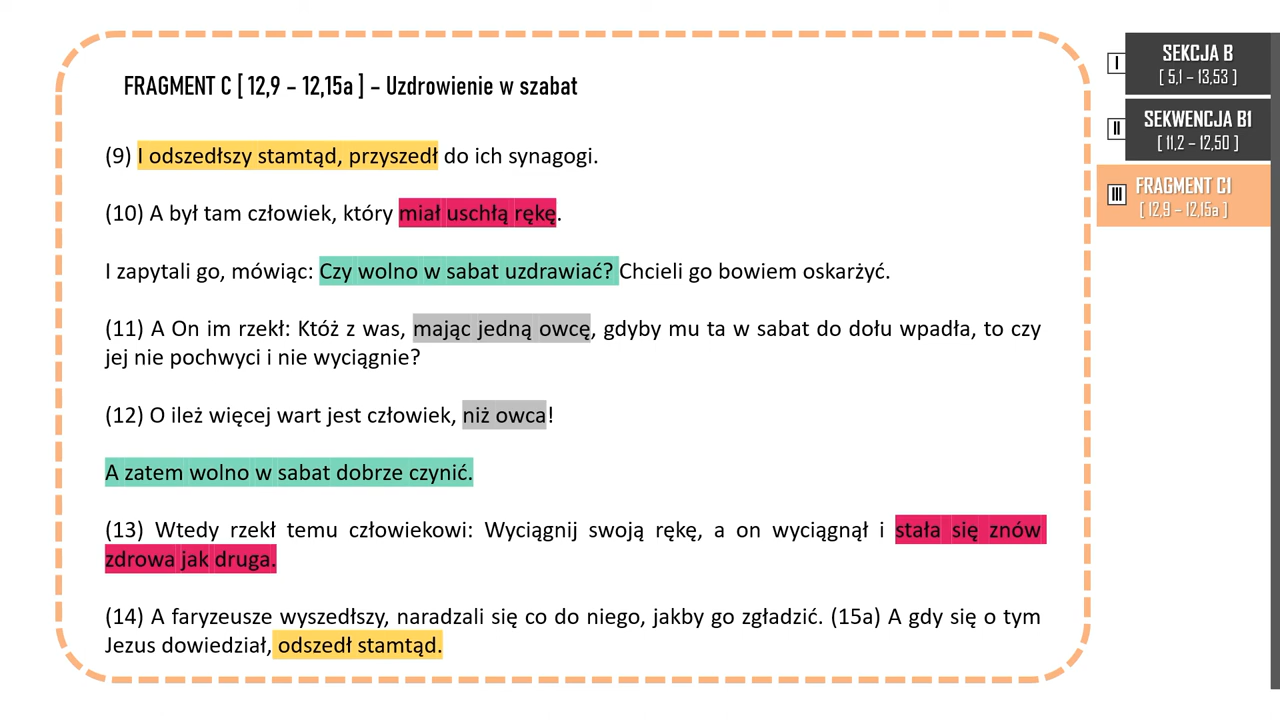 FRAGMENT C [ 12,9 – 12,15a ] – Uzdrowienie w szabat
(9) I odszedłszy stamtąd, przyszedł do ich synagogi.
(10) A był tam człowiek, który miał uschłą rękę.
I zapytali go, mówiąc: Czy wolno w sabat uzdrawiać? Chcieli go bowiem oskarżyć.
(11) A On im rzekł: Któż z was, mając jedną owcę, gdyby mu ta w sabat do dołu wpadła, to czy
jej nie pochwyci i nie wyciągnie?
(12) O ileż więcej wart jest człowiek, niż owca!
A zatem wolno w sabat dobrze czynić.
(13) Wtedy rzekł temu człowiekowi: Wyciągnij swoją rękę, a on wyciągnął i stała się znów
zdrowa jak druga.
(14) A faryzeusze wyszedłszy, naradzali się co do niego, jakby go zgładzić. (15a) A gdy się o tym
Jezus dowiedział, odszedł stamtąd.
I
SEKCJA B
[ 5,1 – 13,53 ]
II
SEKWENCJA B1
[ 11,2 – 12,50 ]
III
FRAGMENT C1
[ 12,9 – 12,15a ]